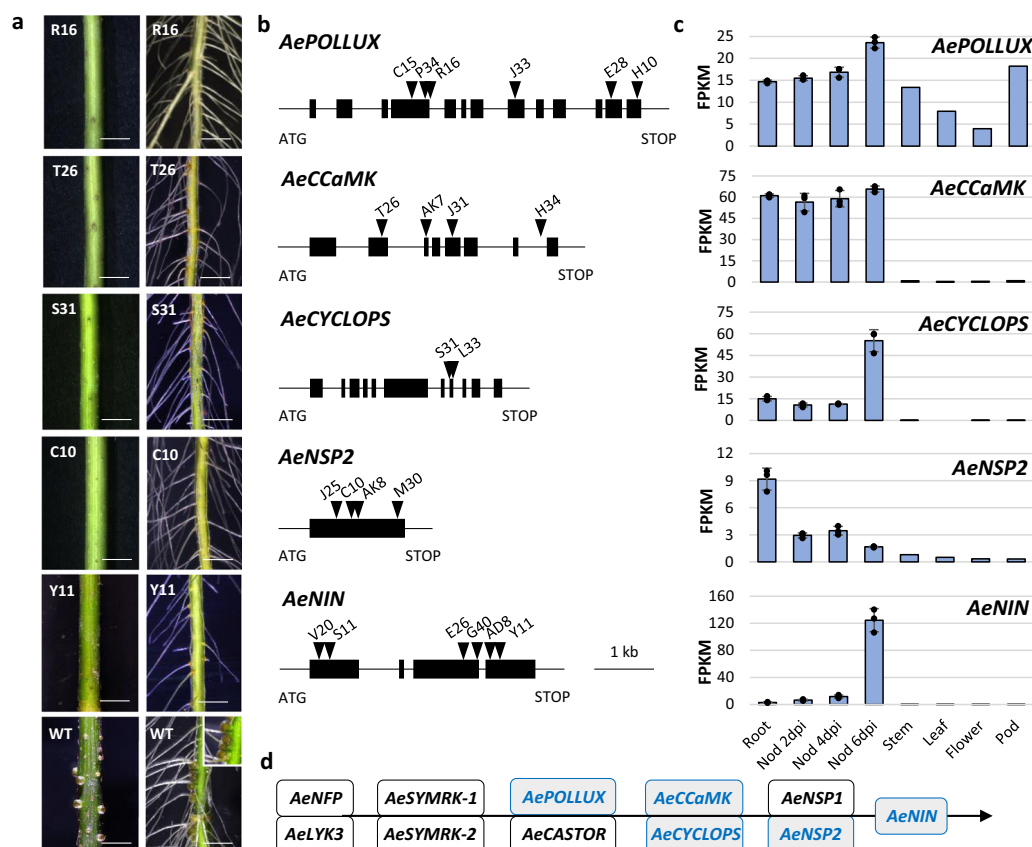 a
R16
R16
T26
T26
S31
S31
C10
C10
Y11
Y11
WT
WT
b
AePOLLUX
C15 P34 R16 J33 E28 H10
ATG STOP
AeCCaMK
T26 AK7 J31 H34
ATG STOP
AeCYCLOPS
S31 L33
ATG STOP
AeNSP2
J25 C10 AK8 M30
ATG STOP
AeNIN
V20 S11 E26 G40 AD8 Y11
1 kb
ATG STOP
c
AePOLLUX
FPKM
25
20
15
10
5
0
AeCCaMK
FPKM
75
60
45
30
15
0
AeCYCLOPS
FPKM
75
60
45
30
15
0
AeNSP2
FPKM
12
9
6
3
0
AeNIN
FPKM
160
120
80
40
0
Root Nod 2dpi Nod 4dpi Nod 6dpi Stem Leaf Flower Pod
d
AeNFP AeSYMRK-1 AePOLLUX AeCCaMK AeNSP1
AeNIN
AeLYK3 AeSYMRK-2 AeCASTOR AeCYCLOPS AeNSP2